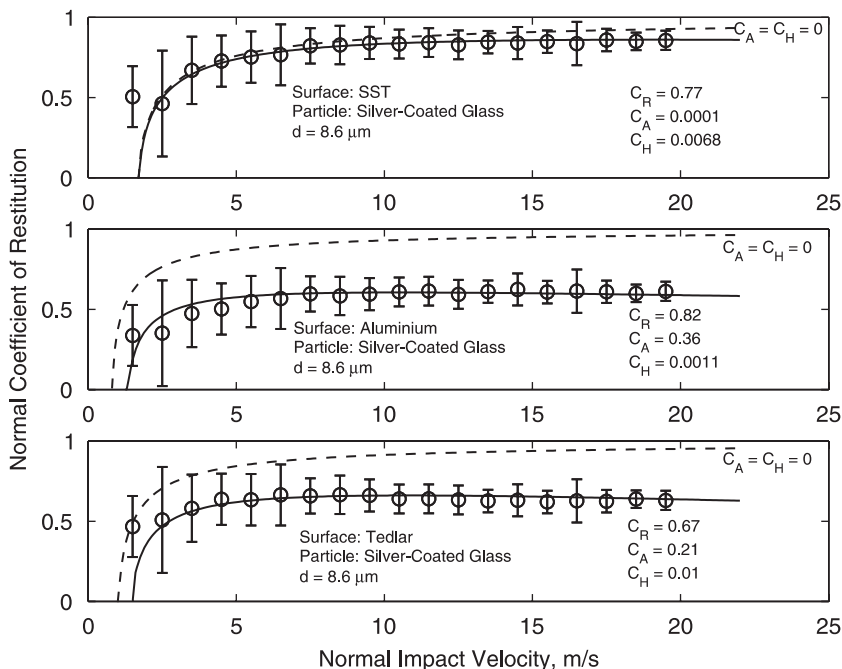 Normal Coefficient of Restitution
1
0.5
0
0 5 10 15 20 25
C_A = C_H = 0
Surface: SST
Particle: Silver-Coated Glass
d = 8.6 μm
C_R = 0.77
C_A = 0.0001
C_H = 0.0068
1
0.5
0
0 5 10 15 20 25
C_A = C_H = 0
Surface: Aluminium
Particle: Silver-Coated Glass
d = 8.6 μm
C_R = 0.82
C_A = 0.36
C_H = 0.0011
1
0.5
0
0 5 10 15 20 25
C_A = C_H = 0
Surface: Tedlar
Particle: Silver-Coated Glass
d = 8.6 μm
C_R = 0.67
C_A = 0.21
C_H = 0.01
Normal Impact Velocity, m/s